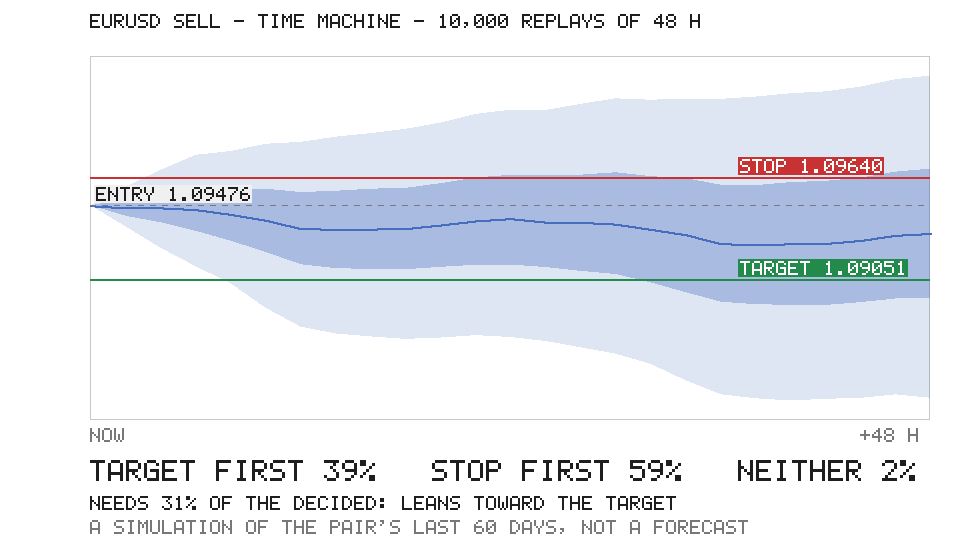 EURUSD SELL - TIME MACHINE - 10,000 REPLAYS OF 48 H
STOP 1.09640
ENTRY 1.09476
TARGET 1.09051
NOW +48 H
TARGET FIRST 39% STOP FIRST 59% NEITHER 2%
NEEDS 31% OF THE DECIDED: LEANS TOWARD THE TARGET
A SIMULATION OF THE PAIR'S LAST 60 DAYS, NOT A FORECAST